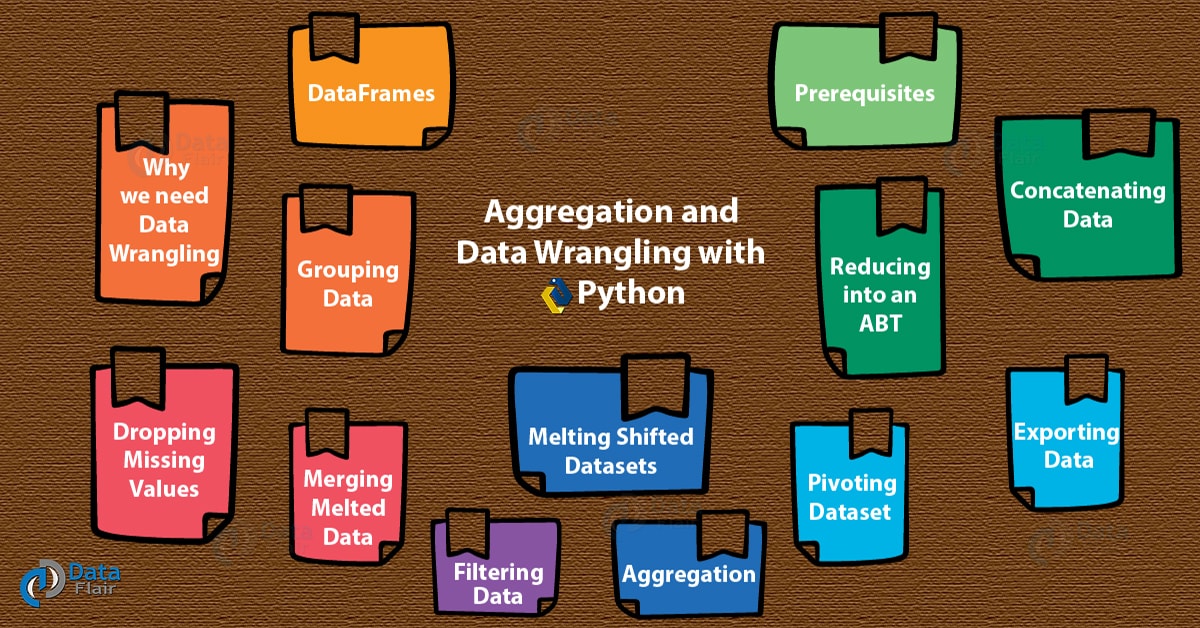 Aggregation and
Data Wrangling with
Python
DataFrames
Prerequisites
Why
we need
Data
Wrangling
Grouping
Data
Reducing
into an
ABT
Concatenating
Data
Dropping
Missing
Values
Merging
Melted
Data
Melting Shifted
Datasets
Pivoting
Dataset
Exporting
Data
Filtering
Data
Aggregation
Data
Flair
Data
Flair